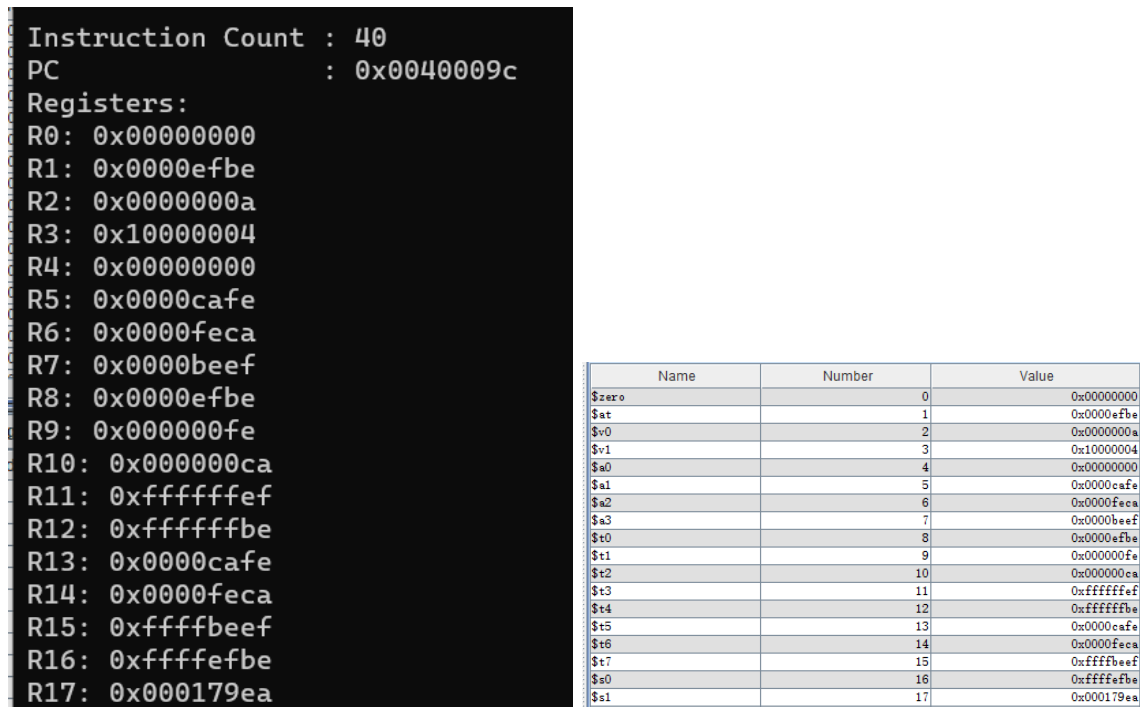 Instruction Count : 40
PC                : 0x0040009c
Registers:
R0: 0x00000000
R1: 0x0000efbe
R2: 0x0000000a
R3: 0x10000004
R4: 0x00000000
R5: 0x0000cafe
R6: 0x0000feca
R7: 0x0000beef
R8: 0x0000efbe
R9: 0x000000fe
R10: 0x000000ca
R11: 0xffffffef
R12: 0xffffffbe
R13: 0x0000cafe
R14: 0x0000feca
R15: 0xffffbeef
R16: 0xffffefbe
R17: 0x000179ea
Name Number Value
$zero 0 0x00000000
$at 1 0x0000efbe
$v0 2 0x0000000a
$v1 3 0x10000004
$a0 4 0x00000000
$a1 5 0x0000cafe
$a2 6 0x0000feca
$a3 7 0x0000beef
$t0 8 0x0000efbe
$t1 9 0x000000fe
$t2 10 0x000000ca
$t3 11 0xffffffef
$t4 12 0xffffffbe
$t5 13 0x0000cafe
$t6 14 0x0000feca
$t7 15 0xffffbeef
$s0 16 0xffffefbe
$s1 17 0x000179ea